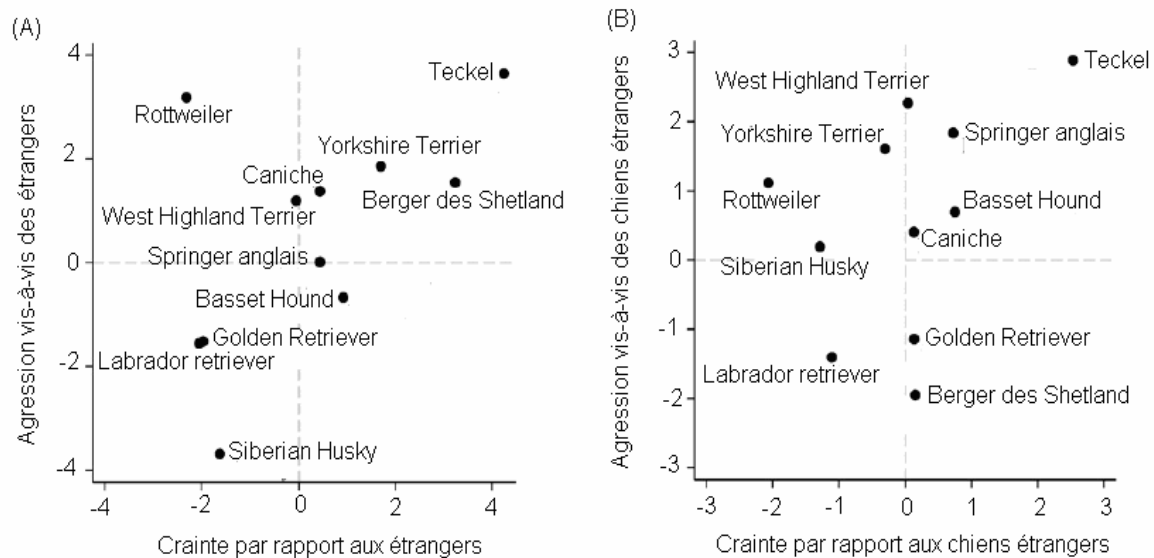 (A)
Agression vis-à-vis des étrangers
4
2
0
-2
-4
Teckel
Rottweiler
Yorkshire Terrier
Caniche
Berger des Shetland
West Highland Terrier
Springer anglais
Basset Hound
Golden Retriever
Labrador retriever
Siberian Husky
-4 -2 0 2 4
Crainte par rapport aux étrangers
(B)
Agression vis-à-vis des chiens étrangers
3
2
1
0
-1
-2
-3
Teckel
West Highland Terrier
Yorkshire Terrier
Springer anglais
Rottweiler
Basset Hound
Caniche
Siberian Husky
Golden Retriever
Labrador retriever
Berger des Shetland
-3 -2 -1 0 1 2 3
Crainte par rapport aux chiens étrangers